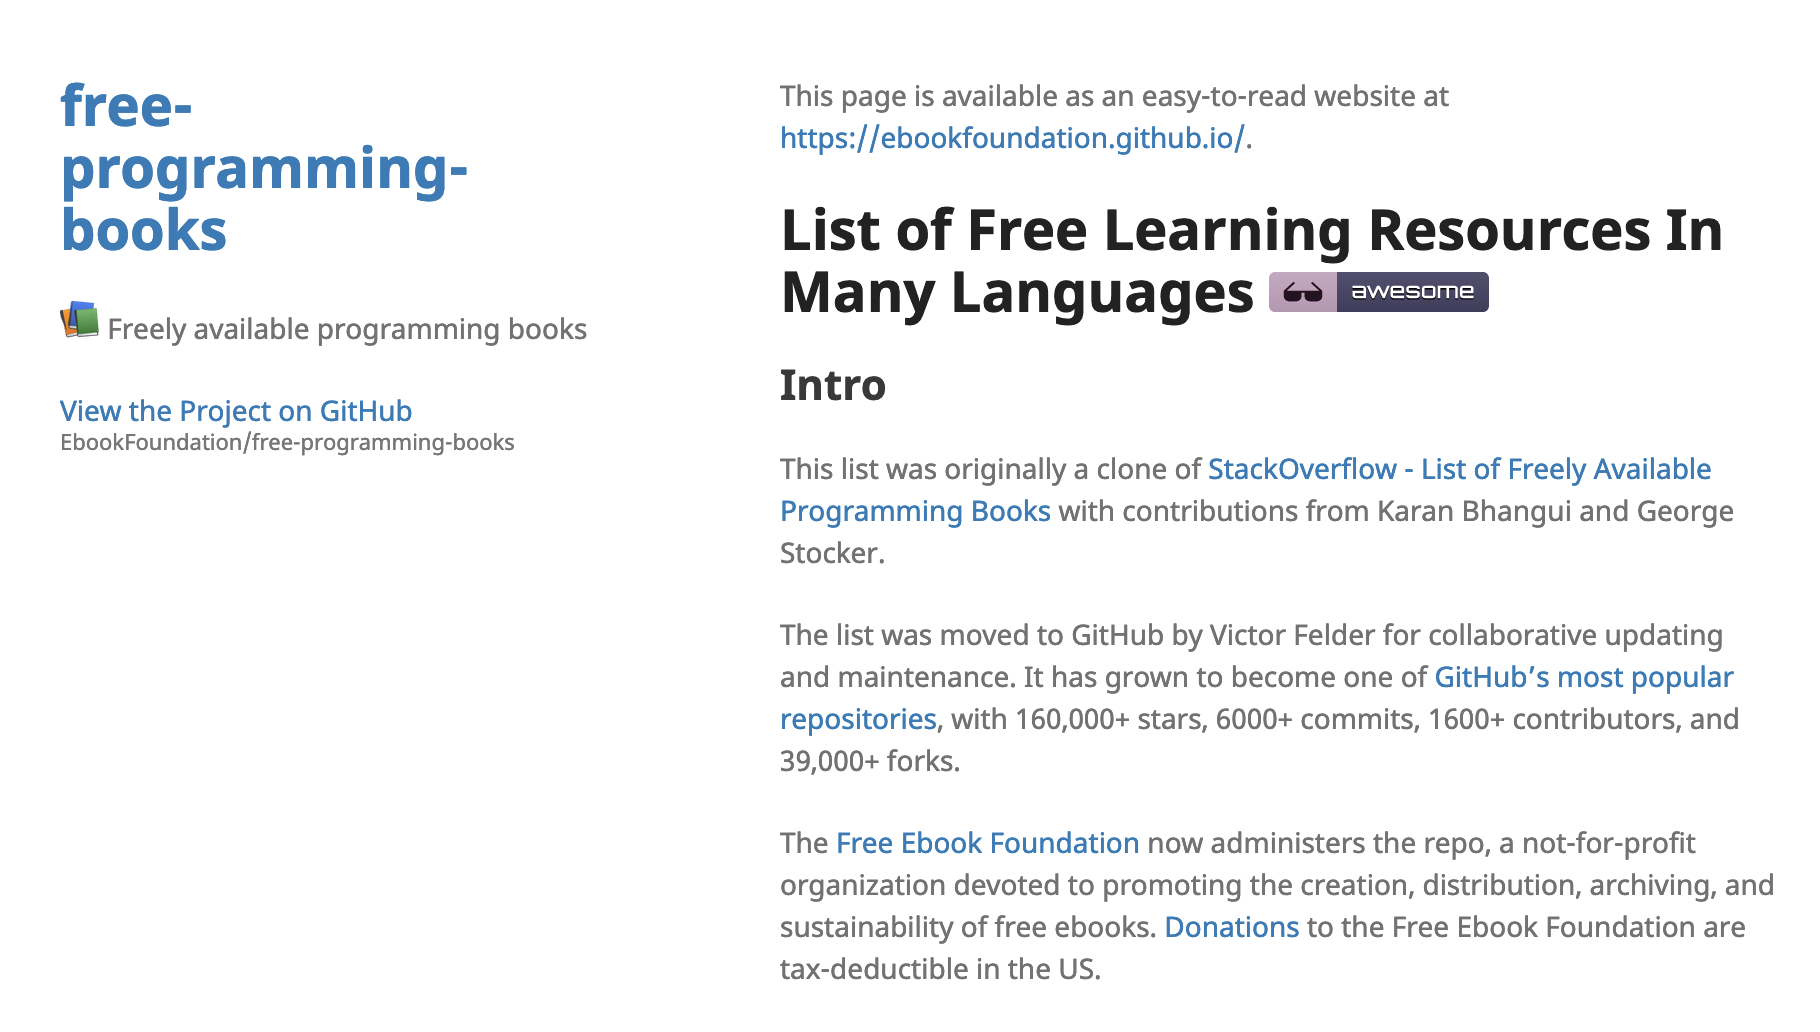 free-
programming-
books
Freely available programming books
View the Project on GitHub
EbookFoundation/free-programming-books
This page is available as an easy-to-read website at
https://ebookfoundation.github.io/.
List of Free Learning Resources In
Many Languages awesome
Intro
This list was originally a clone of StackOverflow - List of Freely Available
Programming Books with contributions from Karan Bhangui and George
Stocker.
The list was moved to GitHub by Victor Felder for collaborative updating
and maintenance. It has grown to become one of GitHub’s most popular
repositories, with 160,000+ stars, 6000+ commits, 1600+ contributors, and
39,000+ forks.
The Free Ebook Foundation now administers the repo, a not-for-profit
organization devoted to promoting the creation, distribution, archiving, and
sustainability of free ebooks. Donations to the Free Ebook Foundation are
tax-deductible in the US.